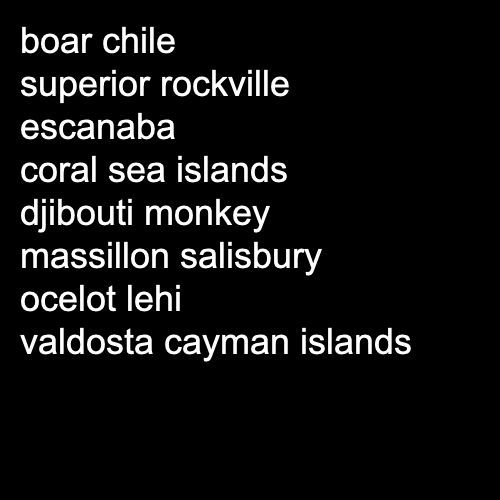 boar chile
superior rockville
escanaba
coral sea islands
djibouti monkey
massillon salisbury
ocelot lehi
valdosta cayman islands